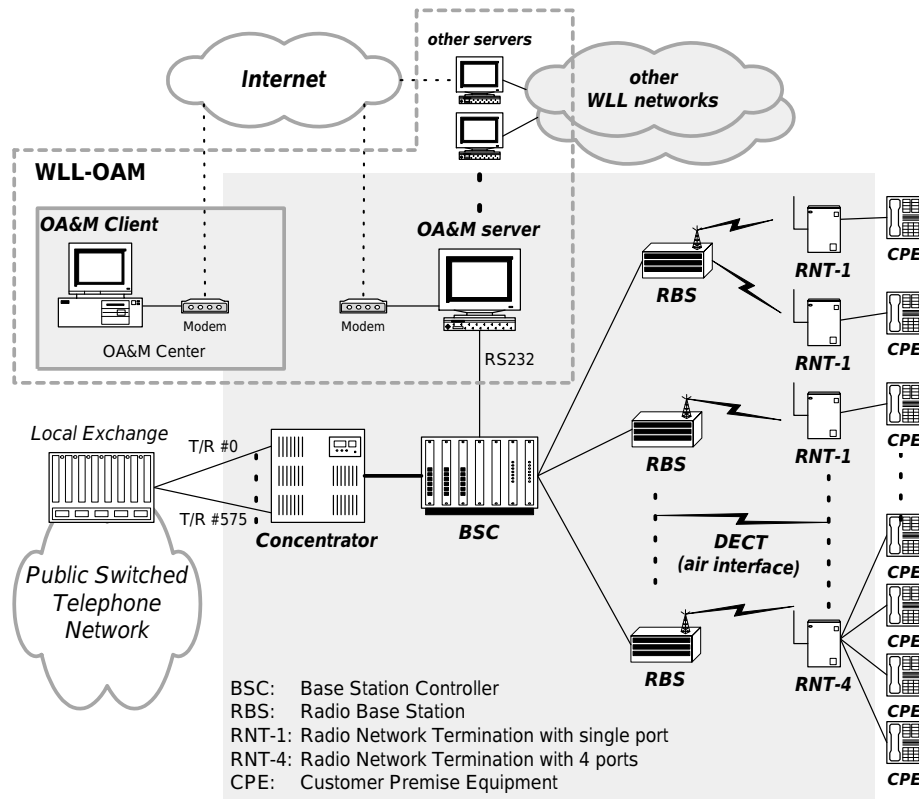 other servers
Internet
other
WLL networks
WLL-OAM
OA&M Client
OA&M server
Modem
Modem
OA&M Center
RS232
RBS
RNT-1
CPE
RNT-1
CPE
Local Exchange
T/R #0
T/R #575
Concentrator
BSC
RBS
RNT-1
CPE
DECT
(air interface)
CPE
CPE
CPE
CPE
RBS
RNT-4
Public Switched
Telephone
Network
BSC: Base Station Controller
RBS: Radio Base Station
RNT-1: Radio Network Termination with single port
RNT-4: Radio Network Termination with 4 ports
CPE: Customer Premise Equipment